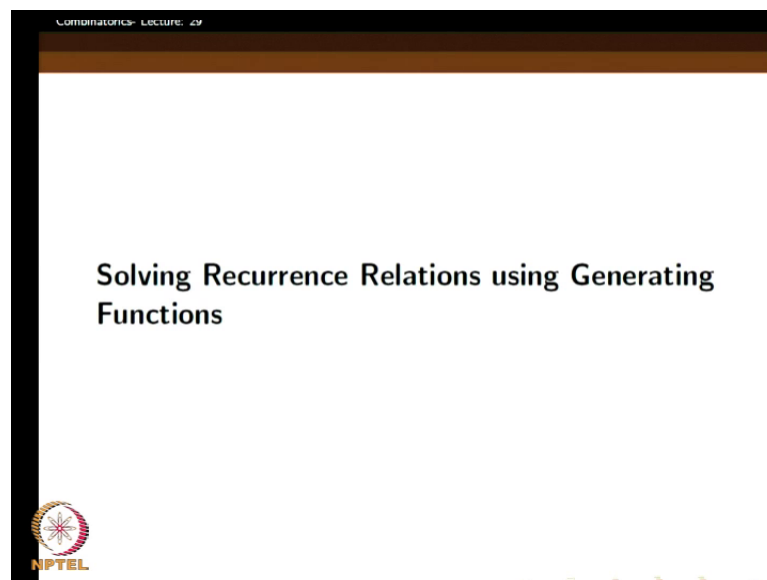 Combinatorics- Lecture: 29
Solving Recurrence Relations using Generating
Functions
NPTEL